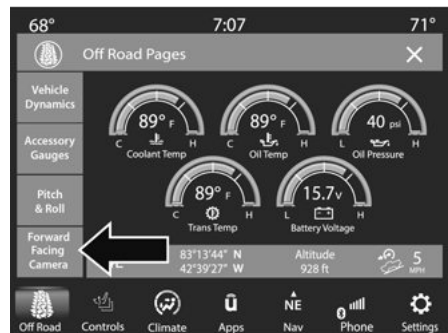 68° 7:07 71°
Off Road Pages
Vehicle
Dynamics
Accessory
Gauges
Pitch
& Roll
Forward
Facing
Camera
89° F
C H
Coolant Temp
89° F
C H
Oil Temp
40 psi
L H
Oil Pressure
89° F
C H
Trans Temp
15.7 v
L H
Battery Voltage
83°13'44" N
42°39'27" W
Altitude
928 ft
5
MPH
NE
Off Road Controls Climate Apps Nav Phone Settings